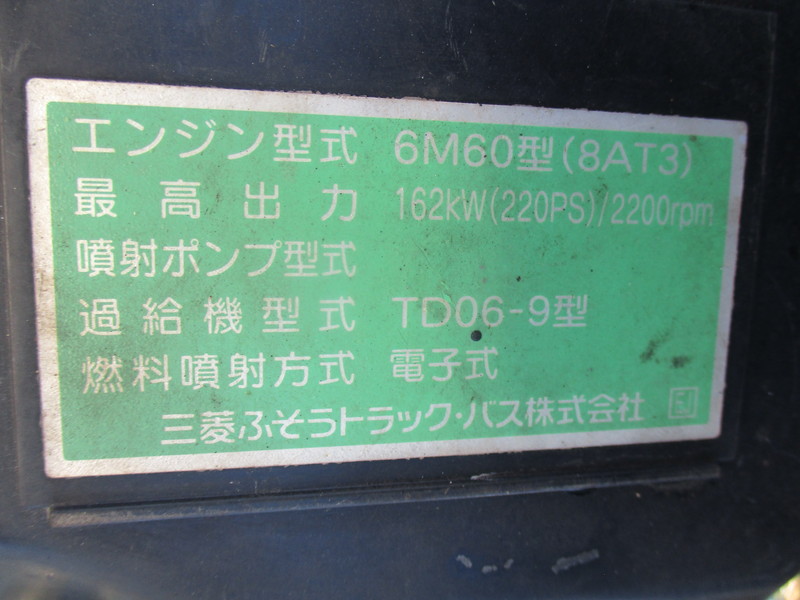 エンジン型式 6M60型(8AT3)
最高出力 162kW(220PS)/2200rpm
噴射ポンプ型式
過給機型式 TD06-9型
燃料噴射方式 電子式
三菱ふそうトラック・バス株式会社